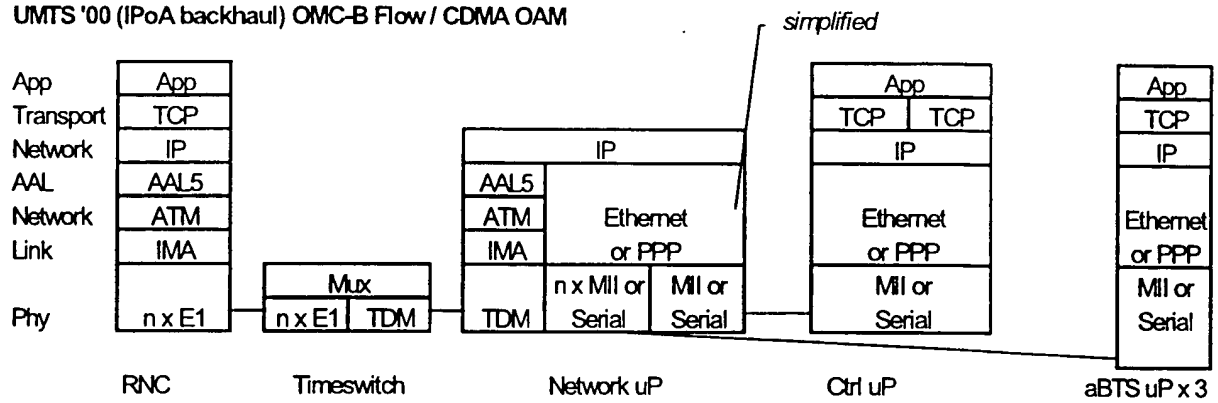 UMTS '00 (IPoA backhaul) OMC-B Flow / CDMA OAM
simplified
App App App App
Transport TCP TCP TCP TCP
Network IP IP IP IP
AAL AAL5 AAL5
Network ATM ATM Ethernet Ethernet Ethernet
Link IMA IMA or PPP or PPP or PPP
Mux n x MII or MII or MII or MII or
Phy n x E1 n x E1 TDM TDM Serial Serial Serial Serial
RNC Timeswitch Network uP Ctrl uP aBTS uP x 3